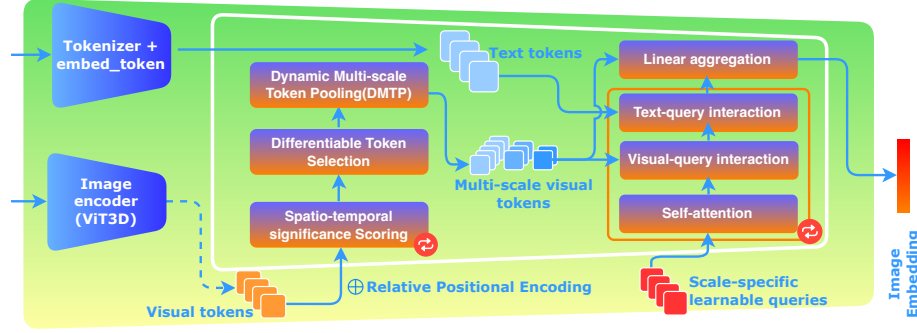 Tokenizer +
embed_token
Image
encoder
(ViT3D)
Dynamic Multi-scale
Token Pooling(DMTP)
Differentiable Token
Selection
Spatio-temporal
significance Scoring
Visual tokens
⊕ Relative Positional Encoding
Text tokens
Multi-scale visual
tokens
Linear aggregation
Text-query interaction
Visual-query interaction
Self-attention
Scale-specific
learnable queries
Image
Embedding